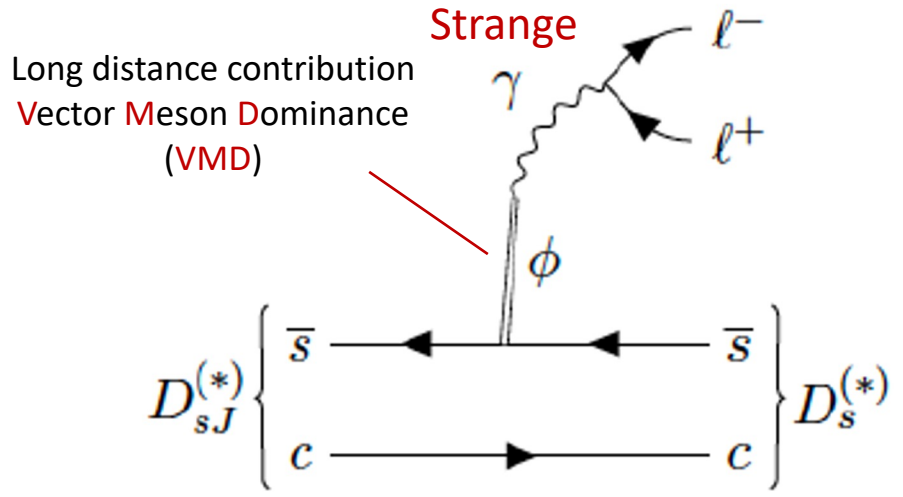 Strange
Long distance contribution
Vector Meson Dominance
(VMD)
γ
ℓ⁻
ℓ⁺
ϕ
s̅ s̅
D_{sJ}^{(*)} D_s^{(*)}
c c